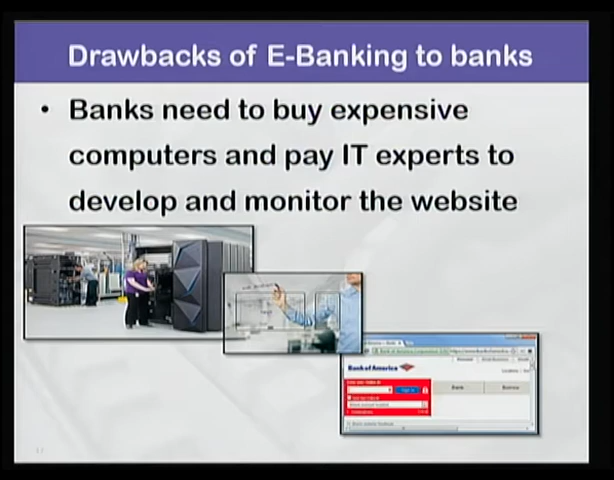 Drawbacks of E-Banking to banks
• Banks need to buy expensive
computers and pay IT experts to
develop and monitor the website
Bank of America